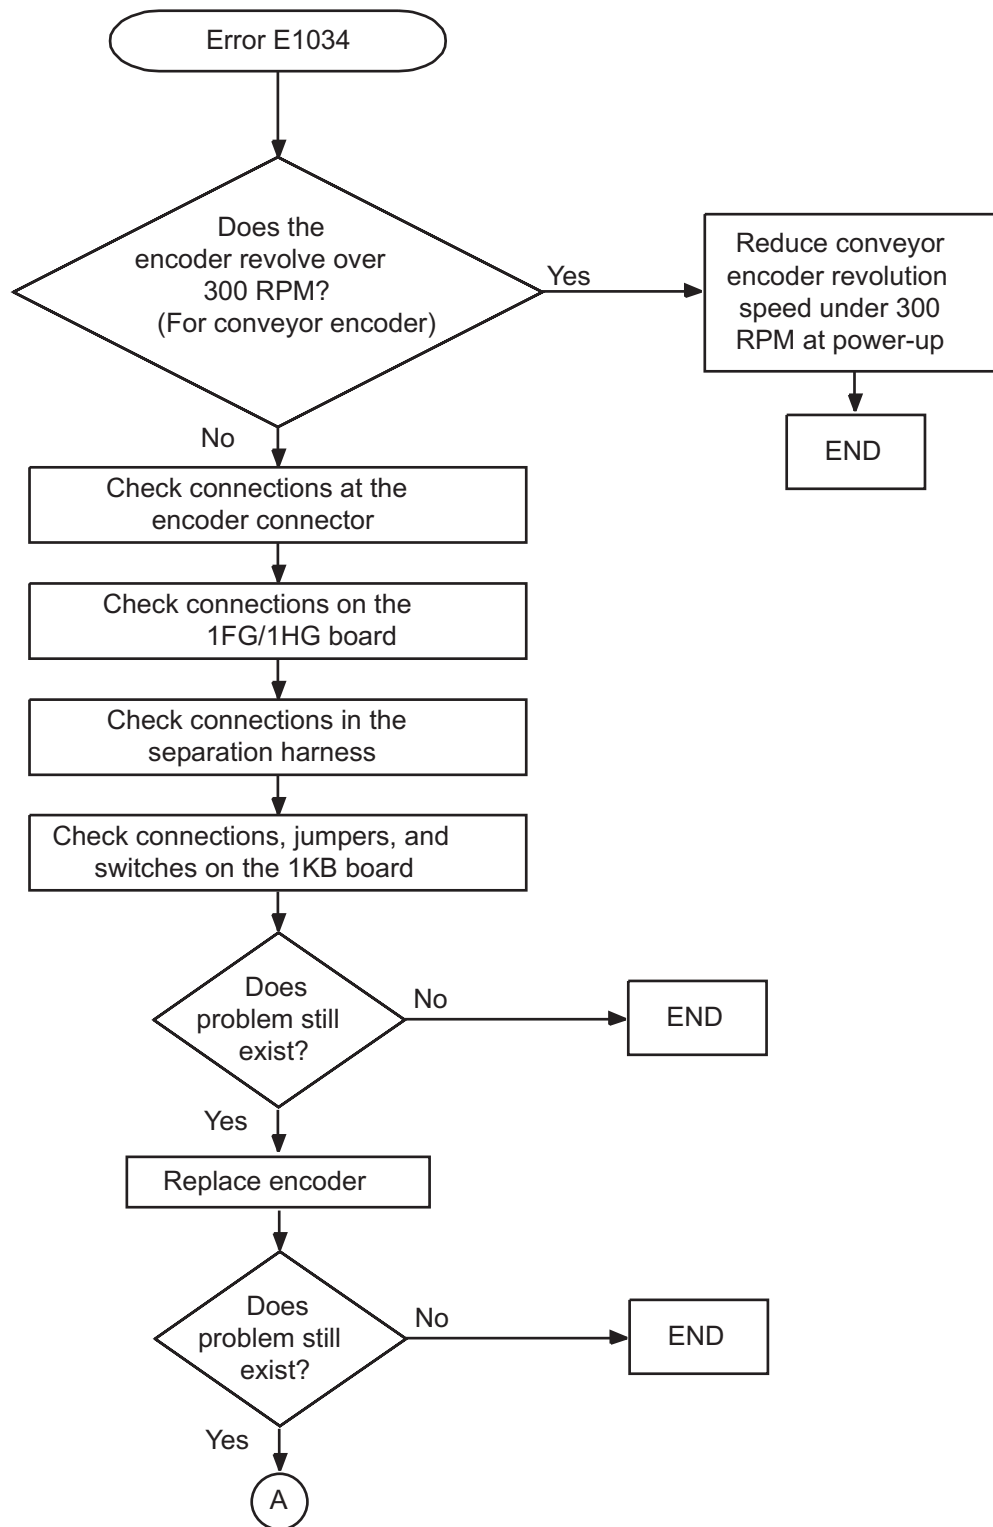 Error E1034
Does the
encoder revolve over
300 RPM?
(For conveyor encoder)
Yes
Reduce conveyor
encoder revolution
speed under 300
RPM at power-up
END
No
Check connections at the
encoder connector
Check connections on the
1FG/1HG board
Check connections in the
separation harness
Check connections, jumpers, and
switches on the 1KB board
Does
problem still
exist?
No
END
Yes
Replace encoder
Does
problem still
exist?
No
END
Yes
A